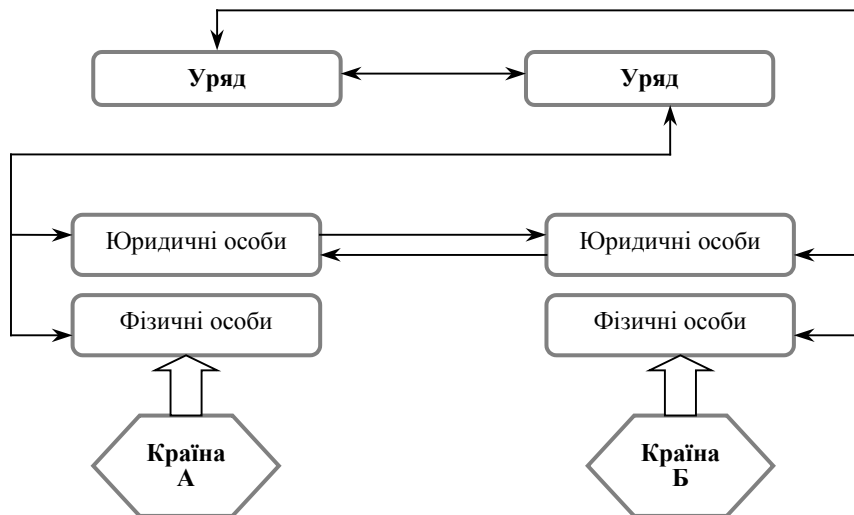 Уряд
Уряд
Юридичні особи
Юридичні особи
Фізичні особи
Фізичні особи
Країна
А
Країна
Б